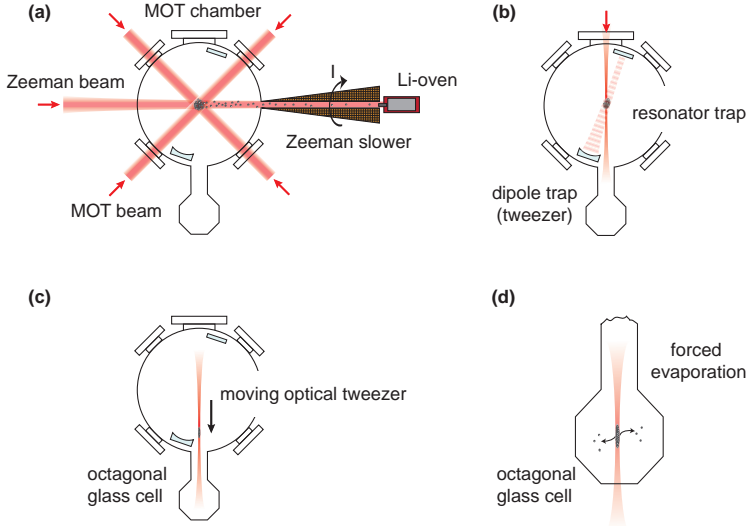 (a)
MOT chamber
Zeeman beam
I
Li-oven
Zeeman slower
MOT beam
(b)
resonator trap
dipole trap
(tweezer)
(c)
moving optical tweezer
octagonal
glass cell
(d)
forced
evaporation
octagonal
glass cell